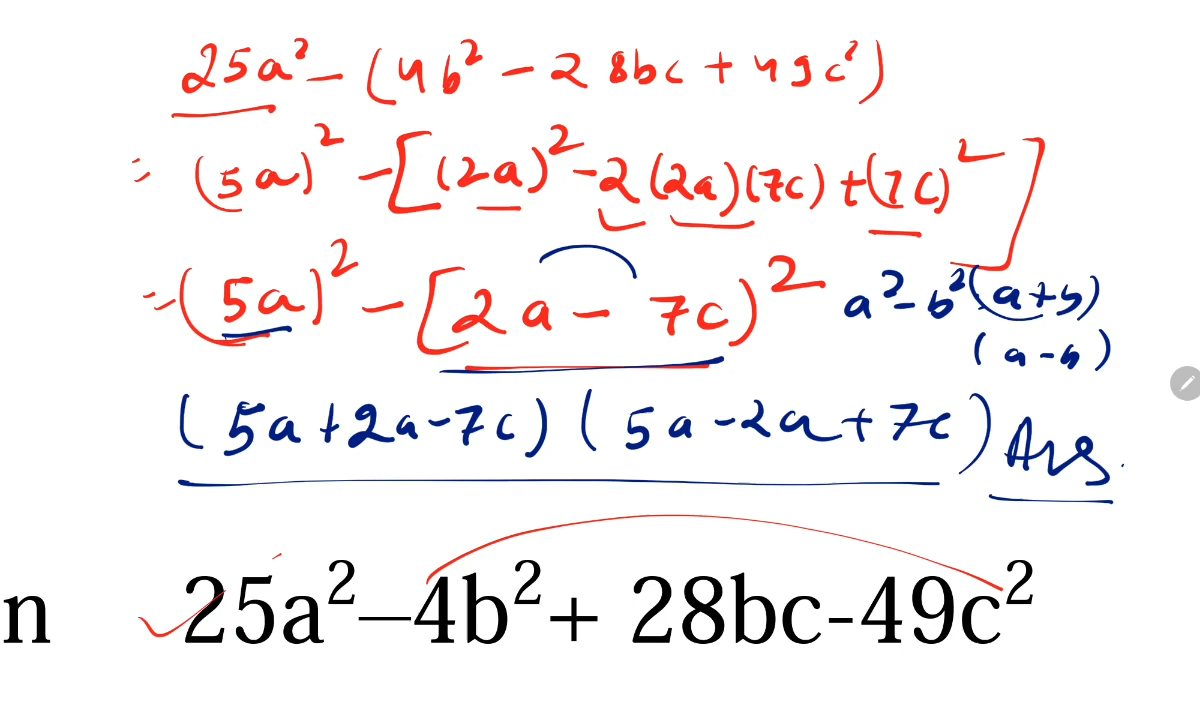 25a² - (4b² - 28bc + 49c²)
= (5a)² - [(2a)² - 2(2a)(7c) + (7c)²]
= (5a)² - [2a - 7c)² a² - b² (a+b)
(a-b)
(5a+2a-7c) (5a-2a+7c) Ans.
n 25a²–4b²+ 28bc-49c²